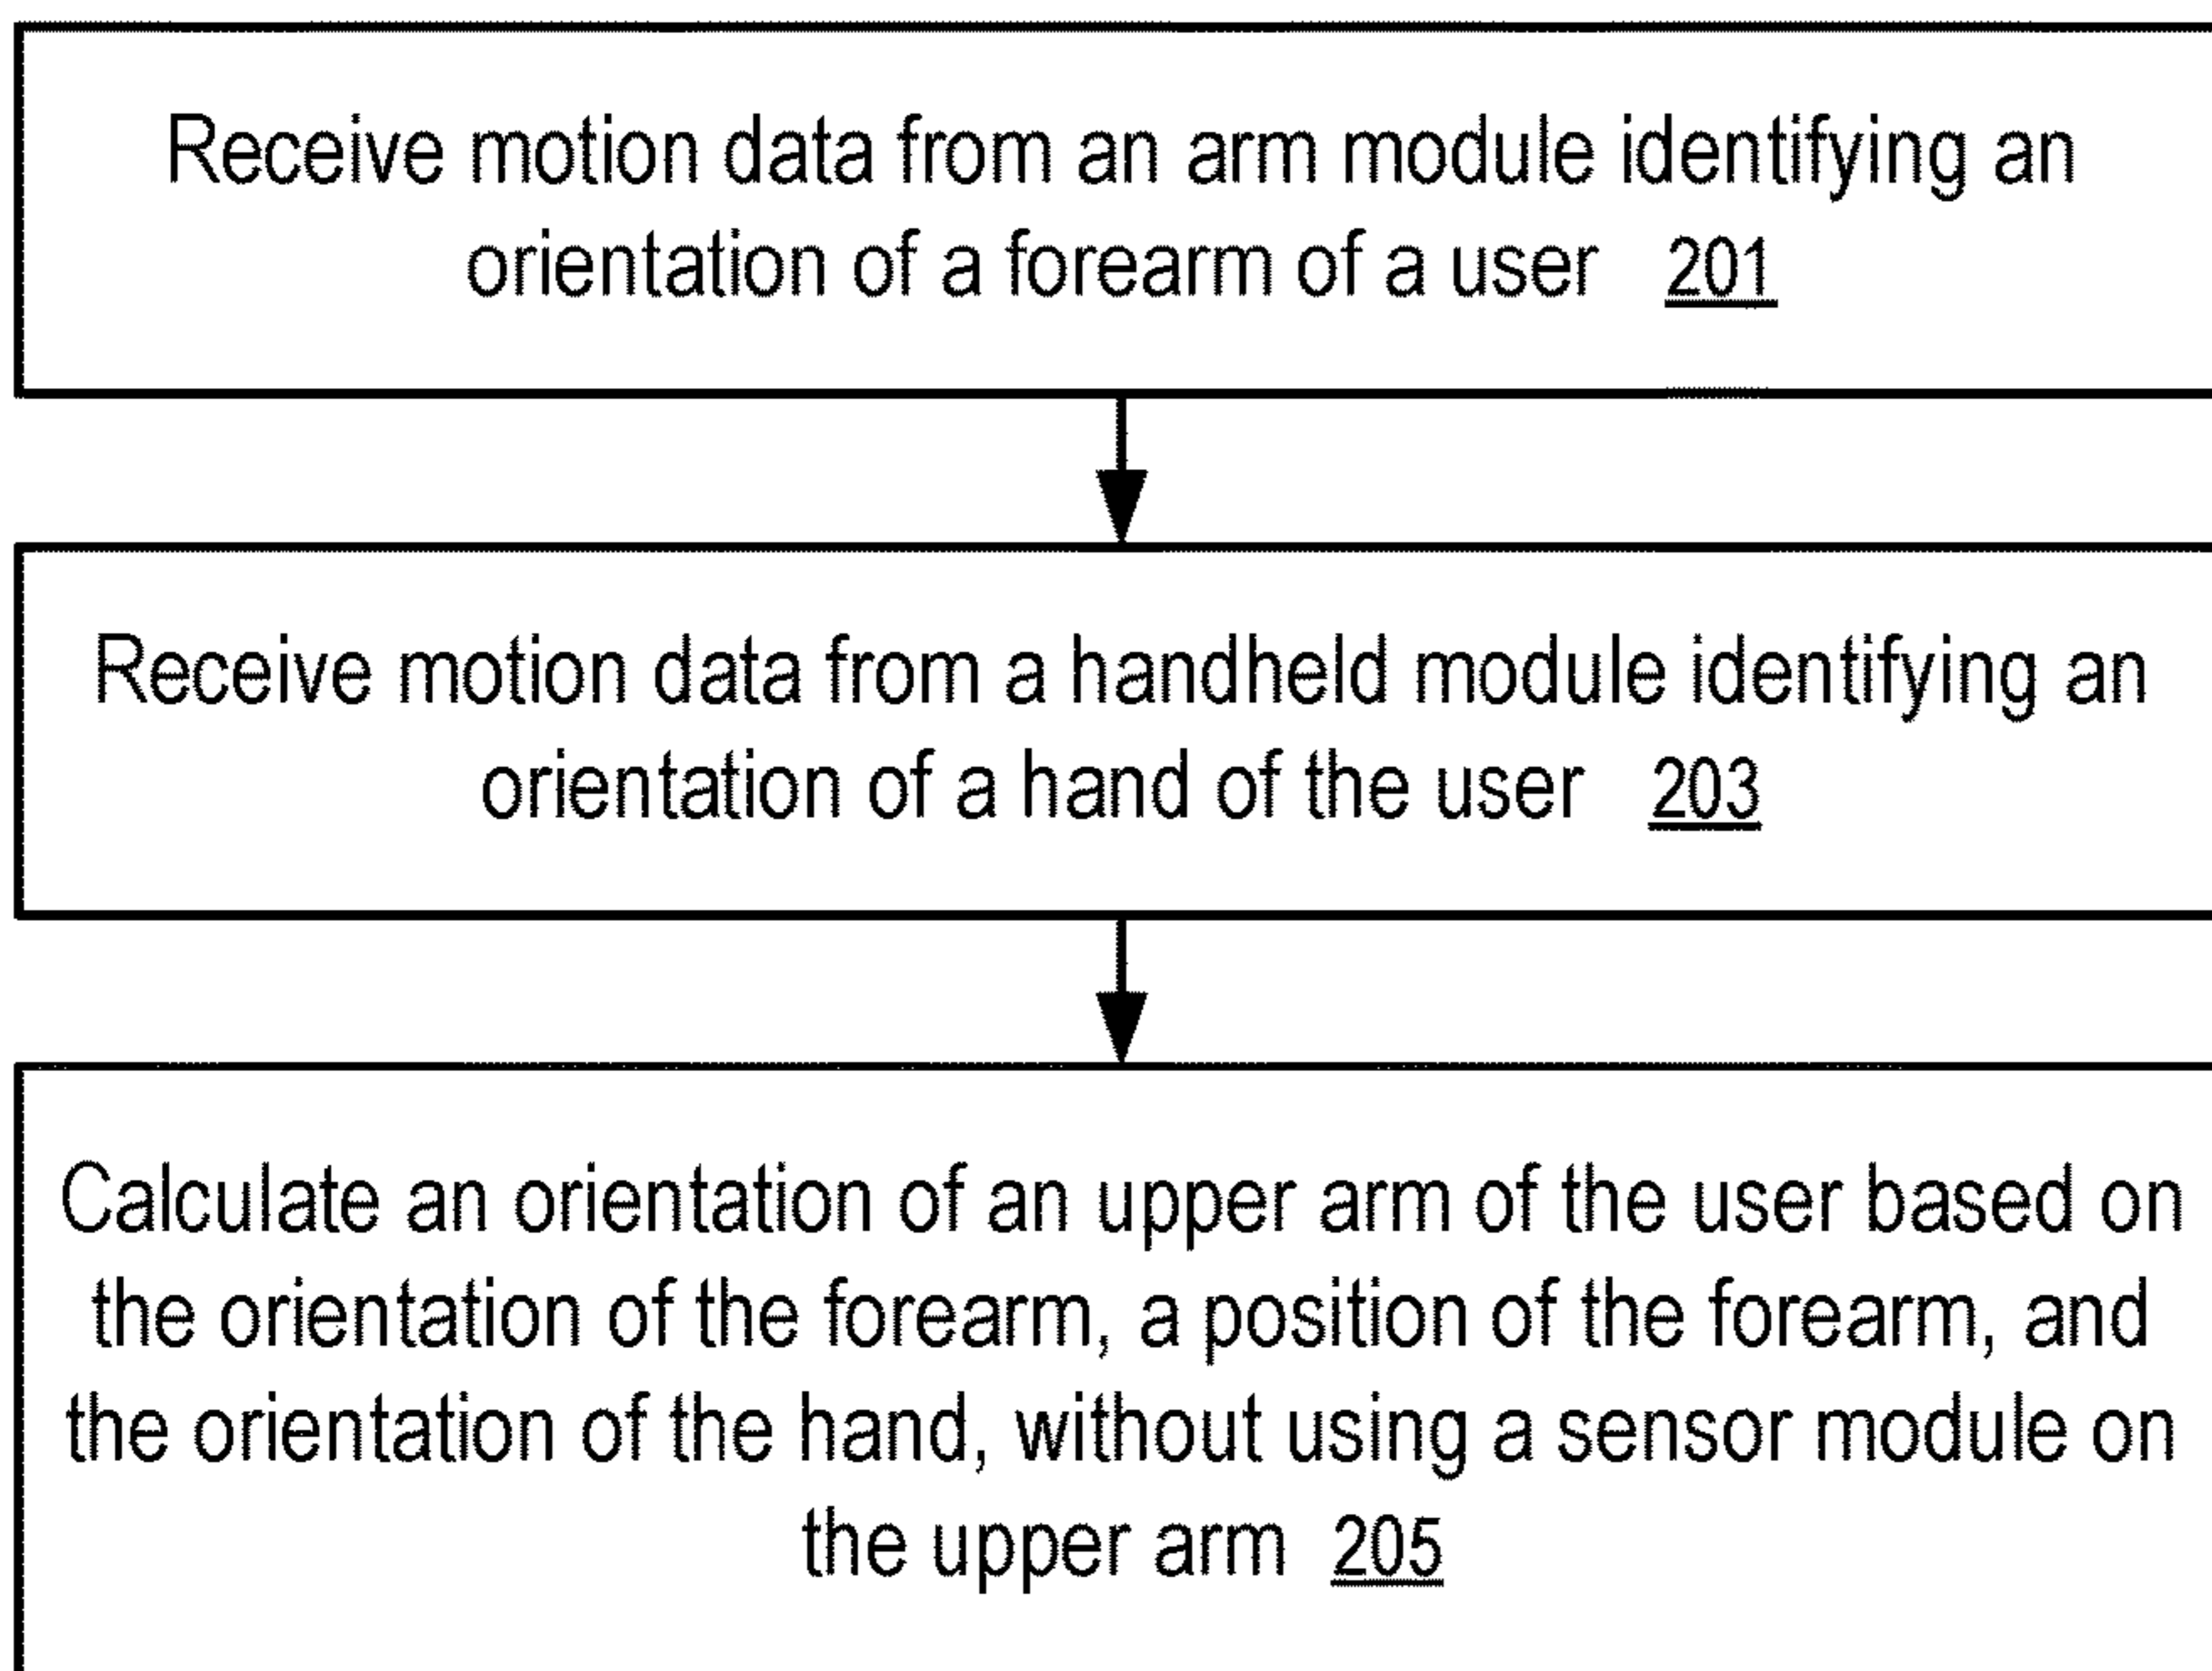 Receive motion data from an arm module identifying an
orientation of a forearm of a user 201
Receive motion data from a handheld module identifying an
orientation of a hand of the user 203
Calculate an orientation of an upper arm of the user based on
the orientation of the forearm, a position of the forearm, and
the orientation of the hand, without using a sensor module on
the upper arm 205